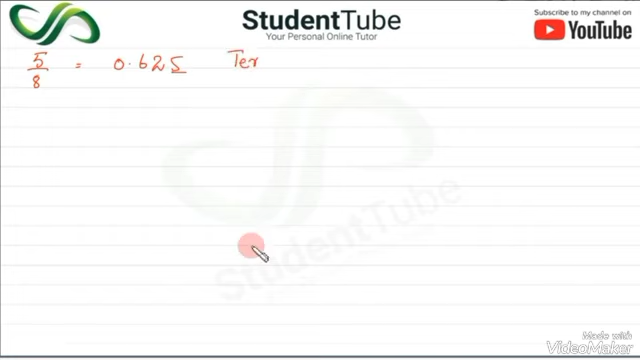 StudentTube
Your Personal Online Tutor
Subscribe to my channel on
YouTube
5/8 = 0.625 Ter
StudentTube
Made with
VideoMaker